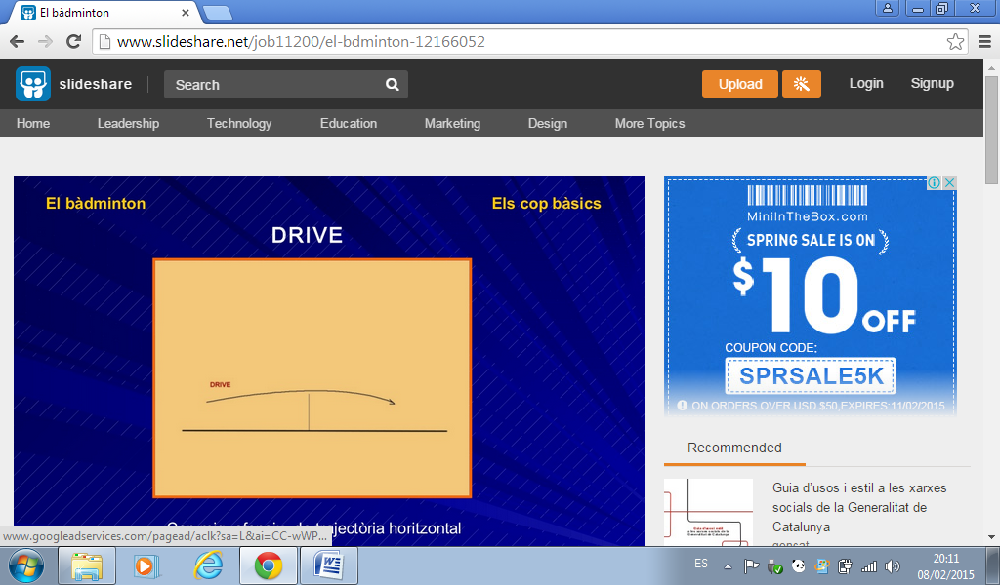 El bàdminton
www.slideshare.net/job11200/el-bdminton-12166052
slideshare
Search
Upload
Login
Signup
Home
Leadership
Technology
Education
Marketing
Design
More Topics
El bàdminton
Els cop bàsics
DRIVE
DRIVE
horitzontal
MiniInTheBox.com
SPRING SALE IS ON
$10 OFF
COUPON CODE:
SPRSALE5K
ON ORDERS OVER USD $50,EXPIRES:11/02/2015
Recommended
Guia d'usos i estil a les xarxes
socials de la Generalitat de
Catalunya
gencat
www.googleadservices.com/pagead/aclk?sa=L&ai=CC-wWP...
ES
20:11
08/02/2015